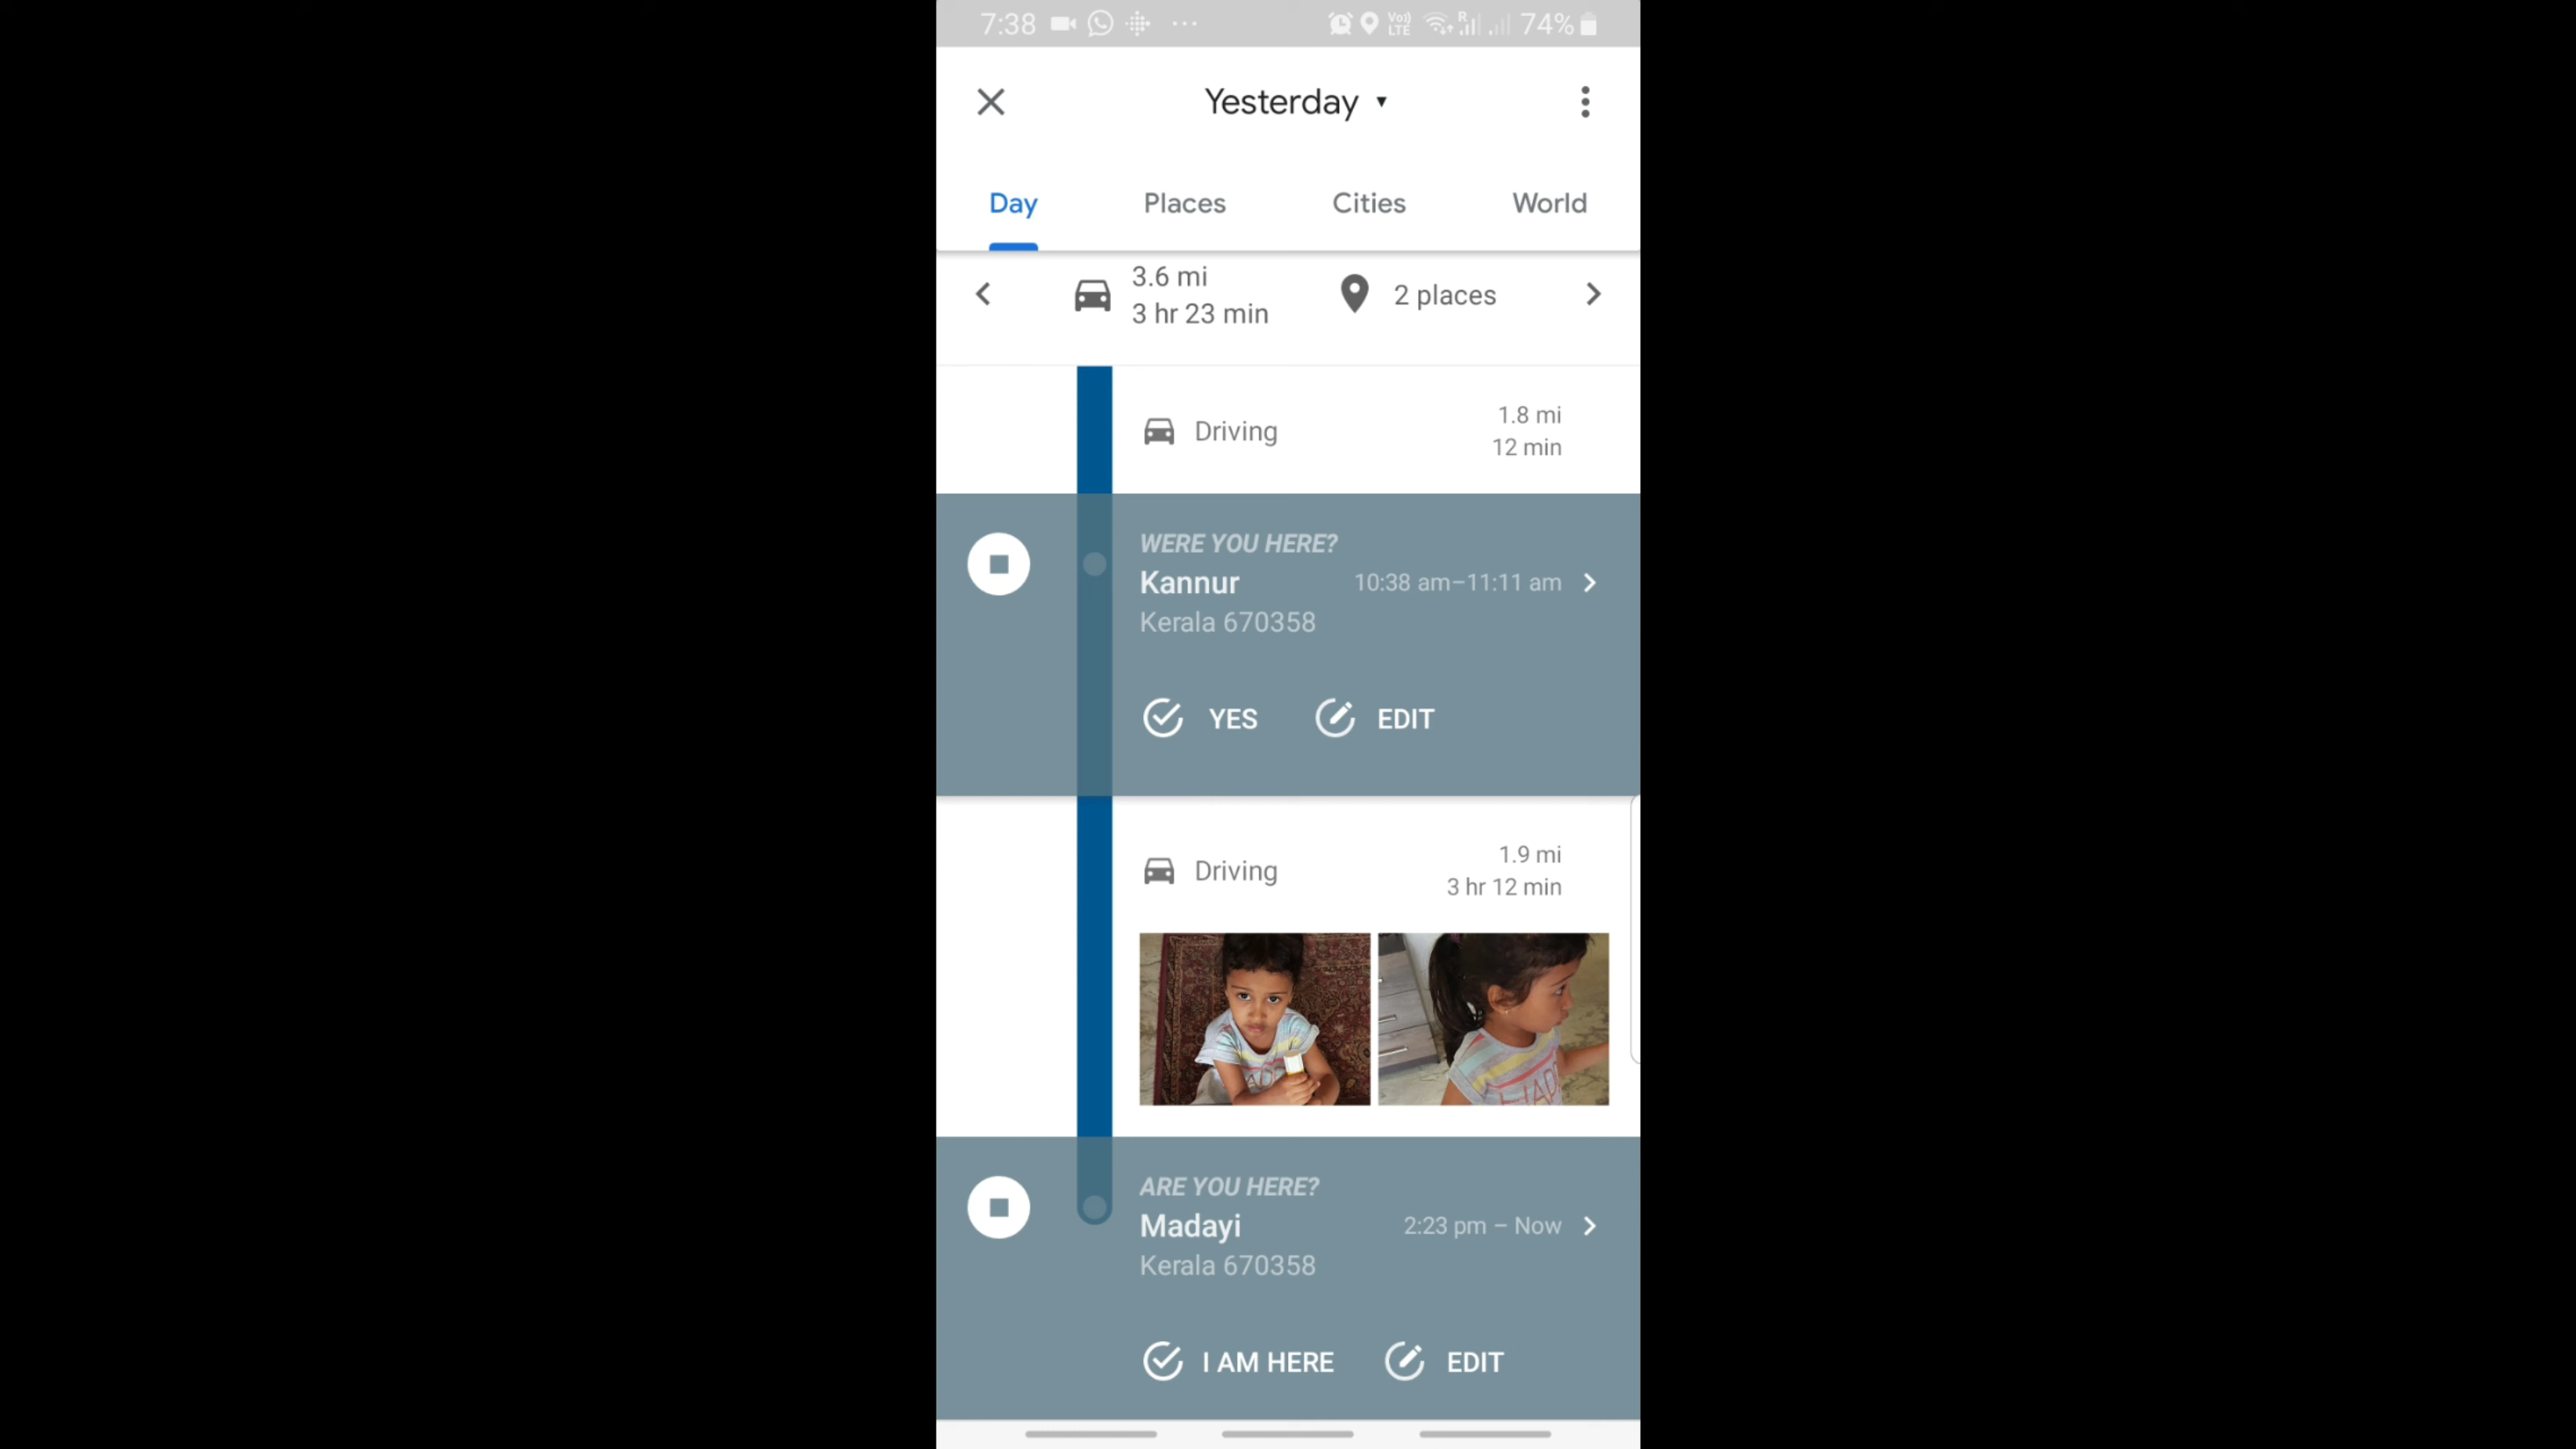 7:38 74%
Yesterday
Day Places Cities World
3.6 mi
3 hr 23 min
2 places
Driving
1.8 mi
12 min
WERE YOU HERE?
Kannur 10:38 am–11:11 am
Kerala 670358
YES EDIT
Driving
1.9 mi
3 hr 12 min
ARE YOU HERE?
Madayi 2:23 pm – Now
Kerala 670358
I AM HERE EDIT